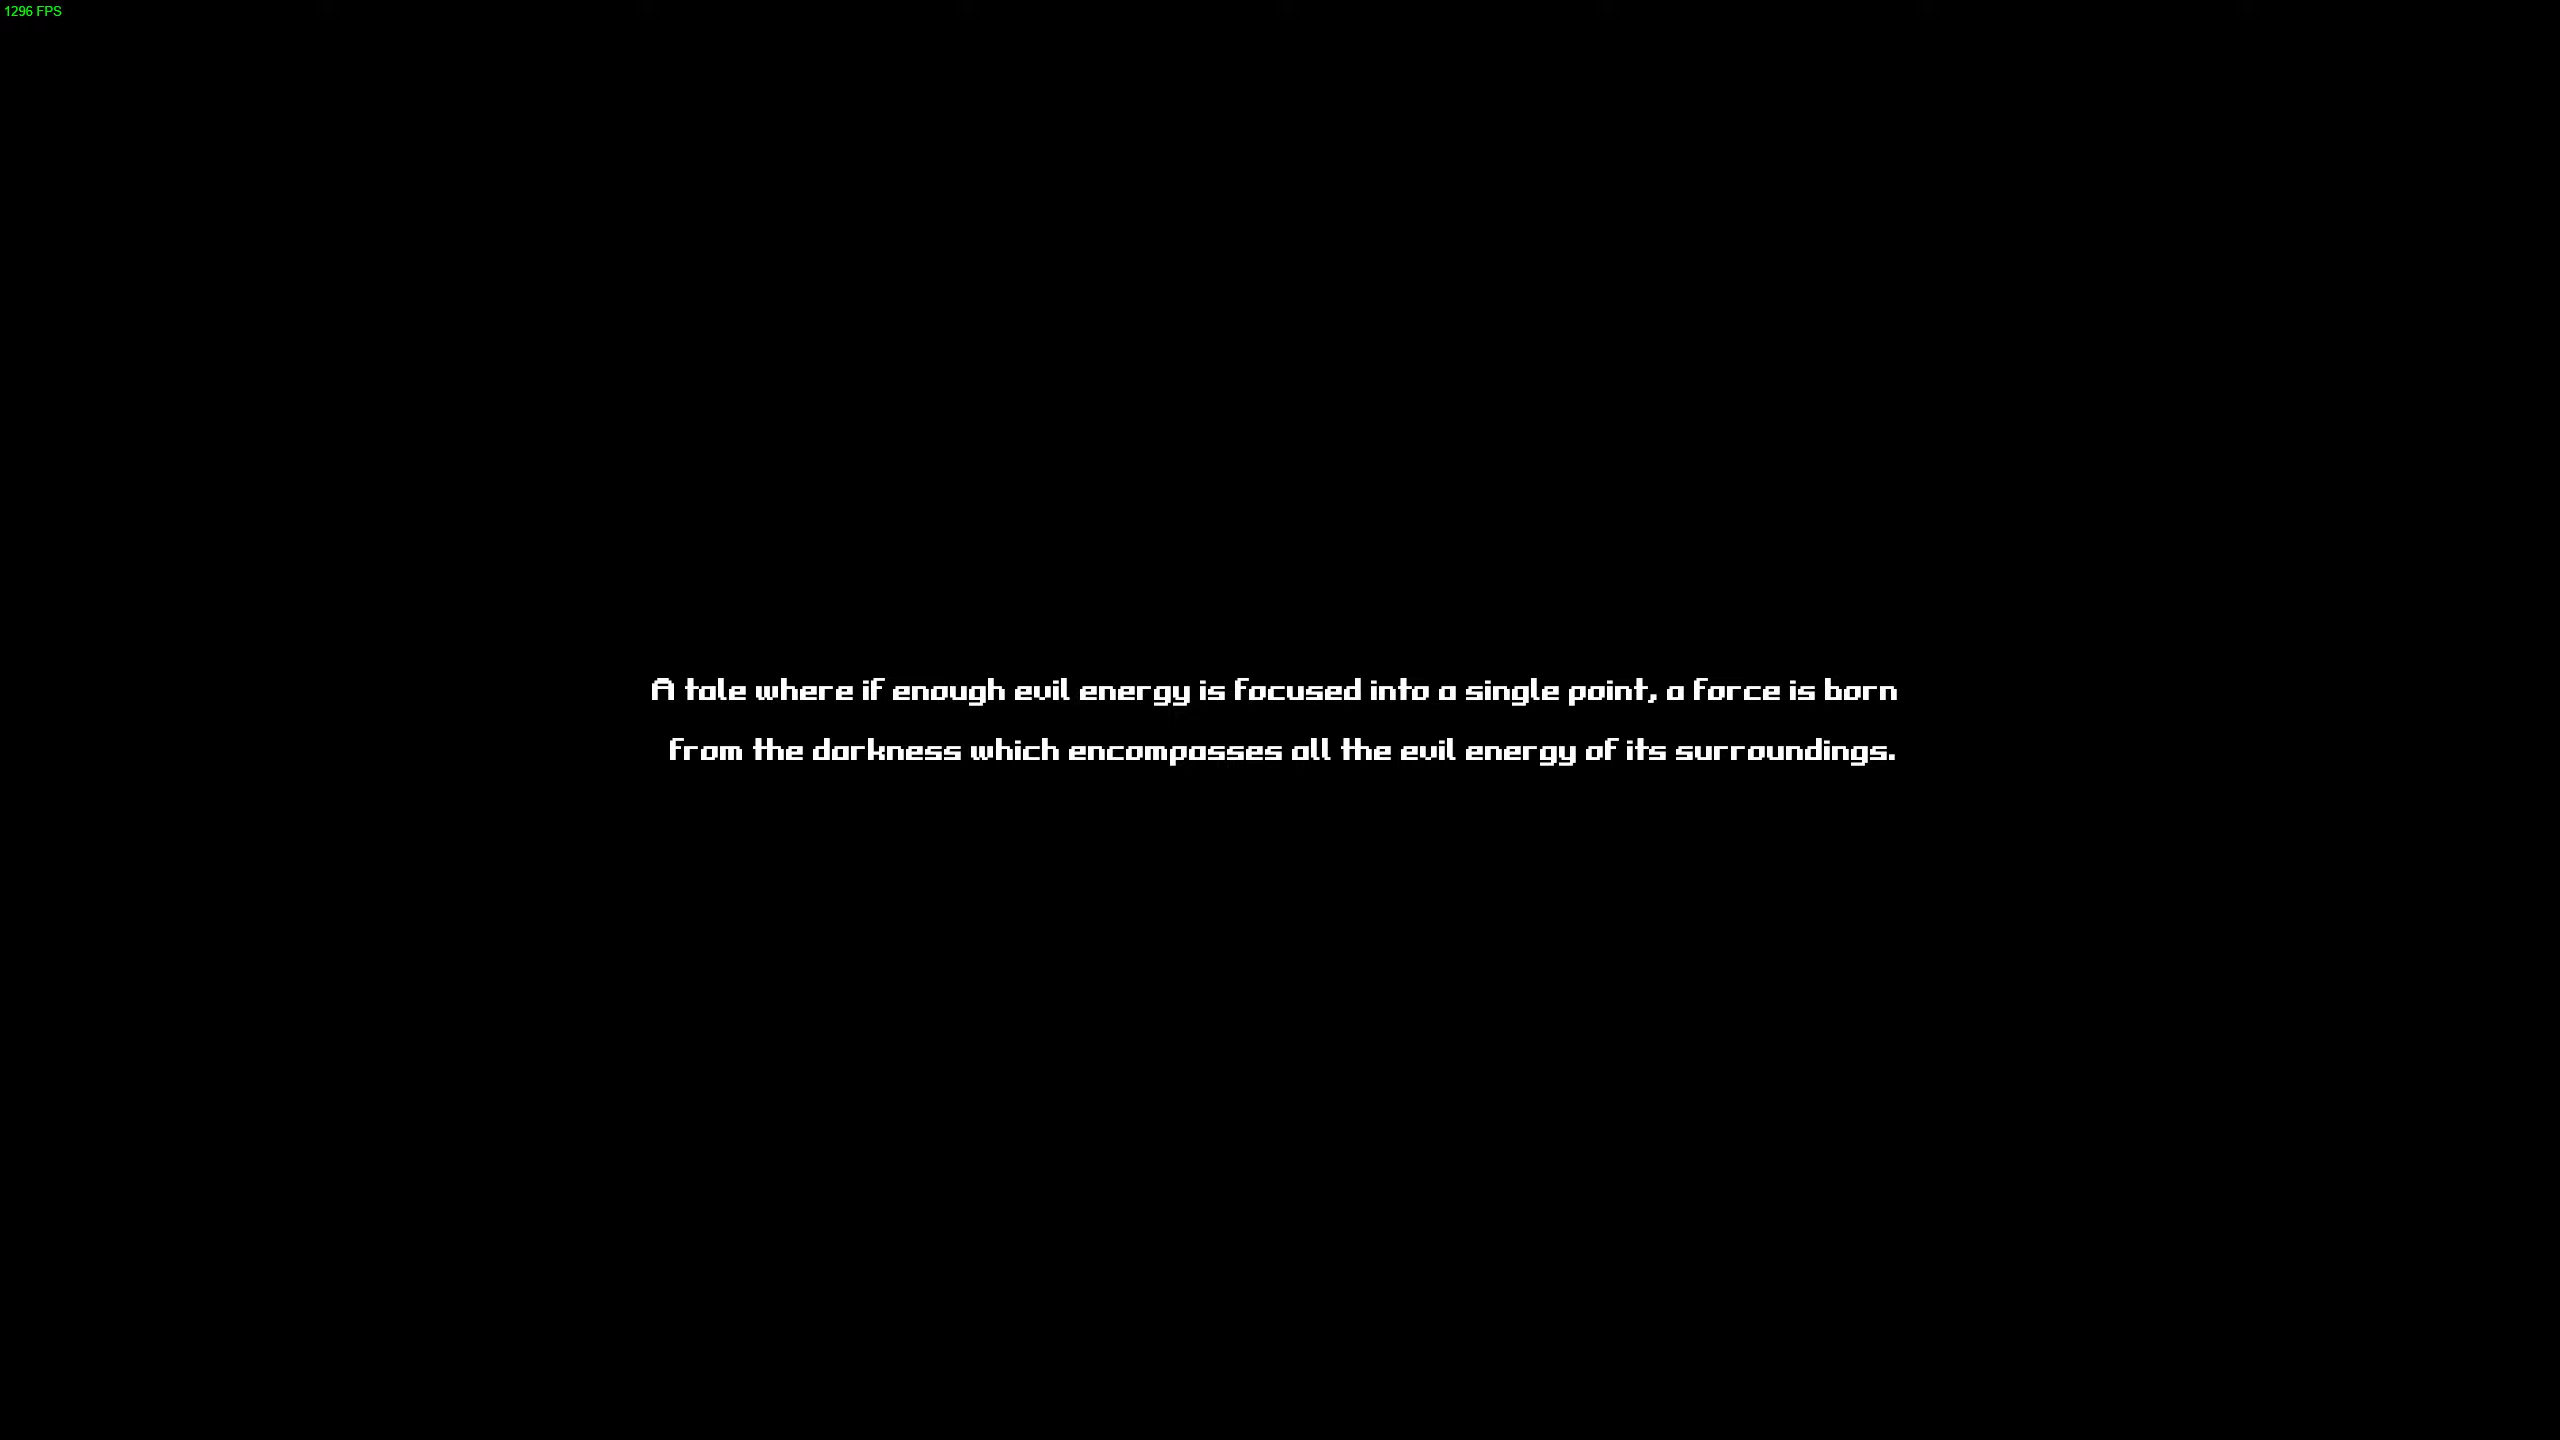 1296 FPS
A tale where if enough evil energy is focused into a single point, a force is born
from the darkness which encompasses all the evil energy of its surroundings.